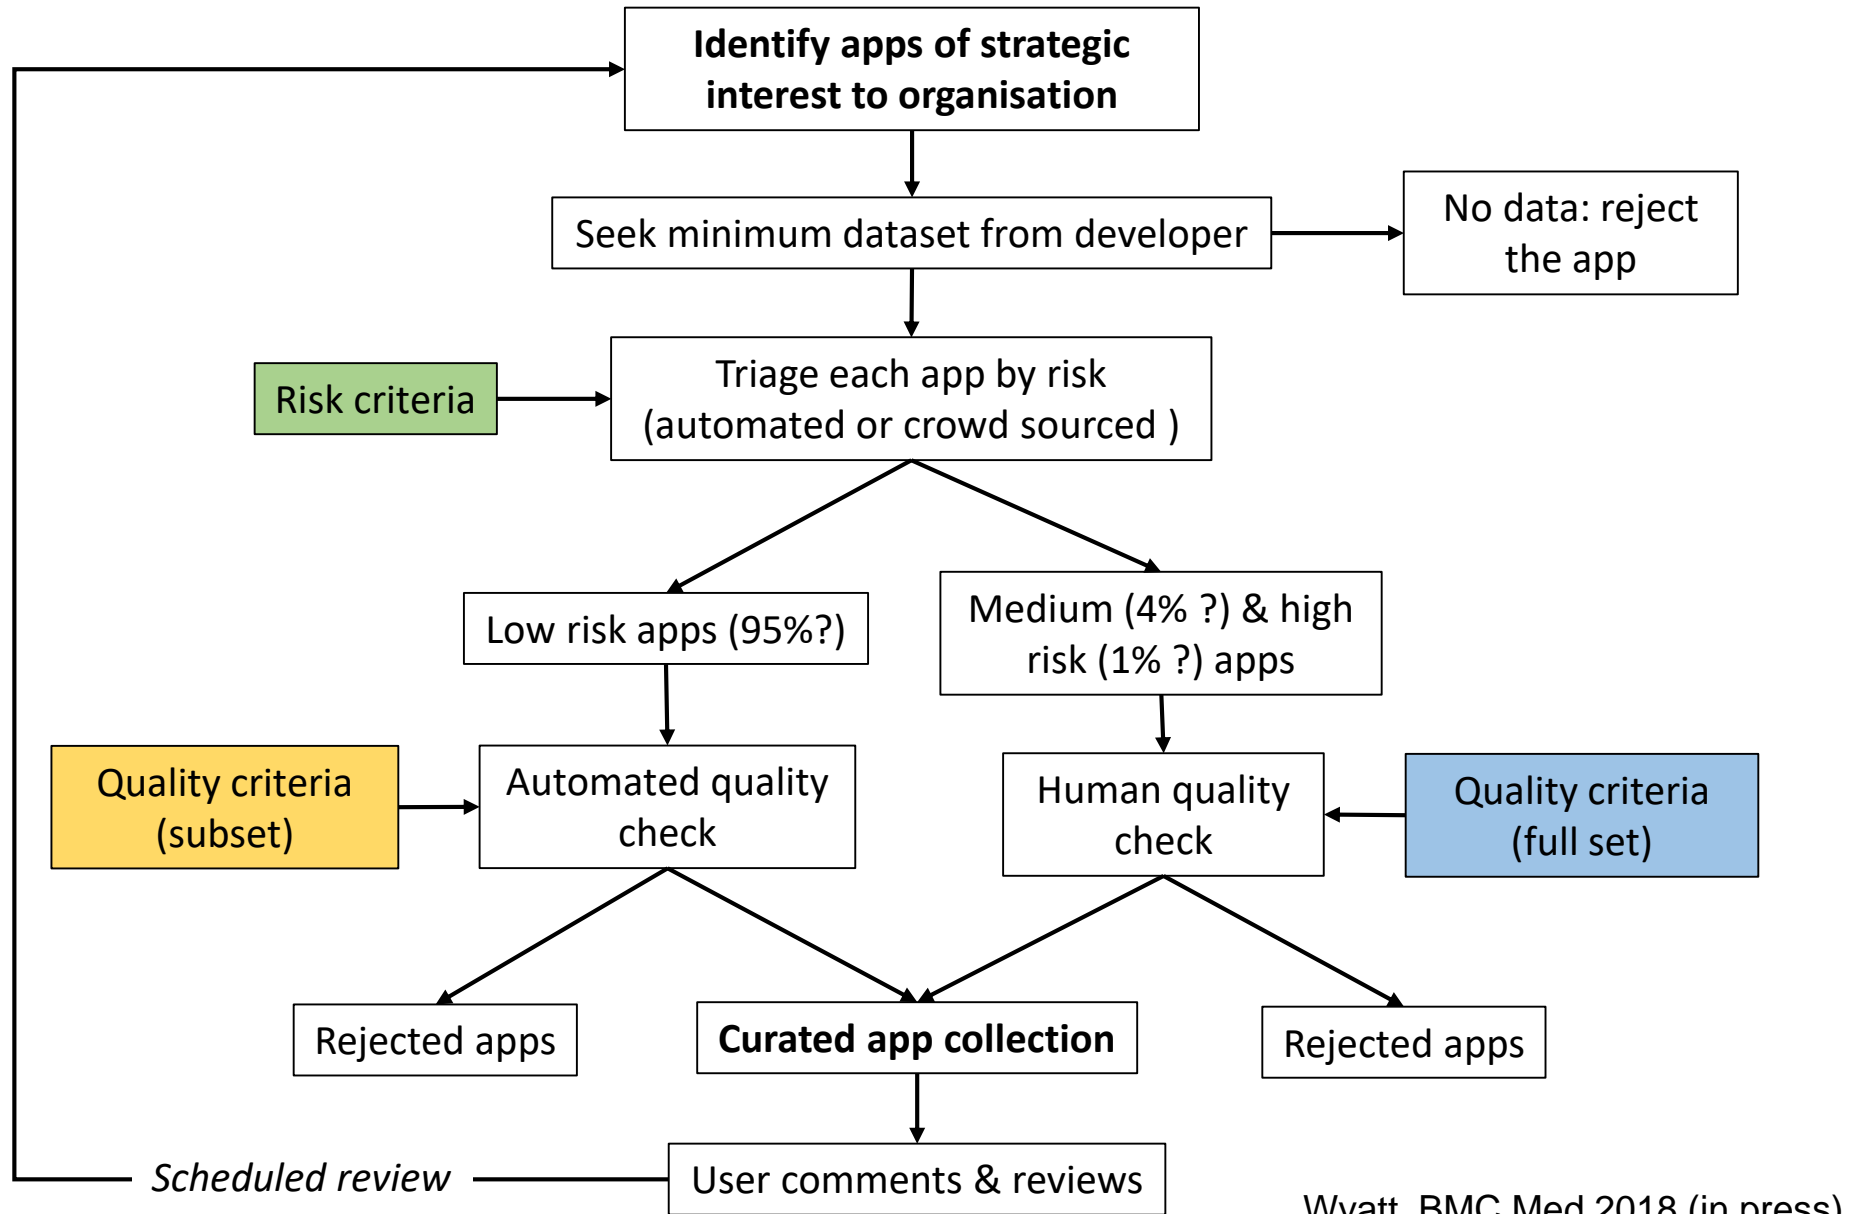 Identify apps of strategic
interest to organisation
Seek minimum dataset from developer
No data: reject
the app
Risk criteria
Triage each app by risk
(automated or crowd sourced )
Low risk apps (95%?)
Medium (4% ?) & high
risk (1% ?) apps
Quality criteria
(subset)
Automated quality
check
Human quality
check
Quality criteria
(full set)
Rejected apps
Curated app collection
Rejected apps
Scheduled review
User comments & reviews
Wyatt, BMC Med 2018 (in press)